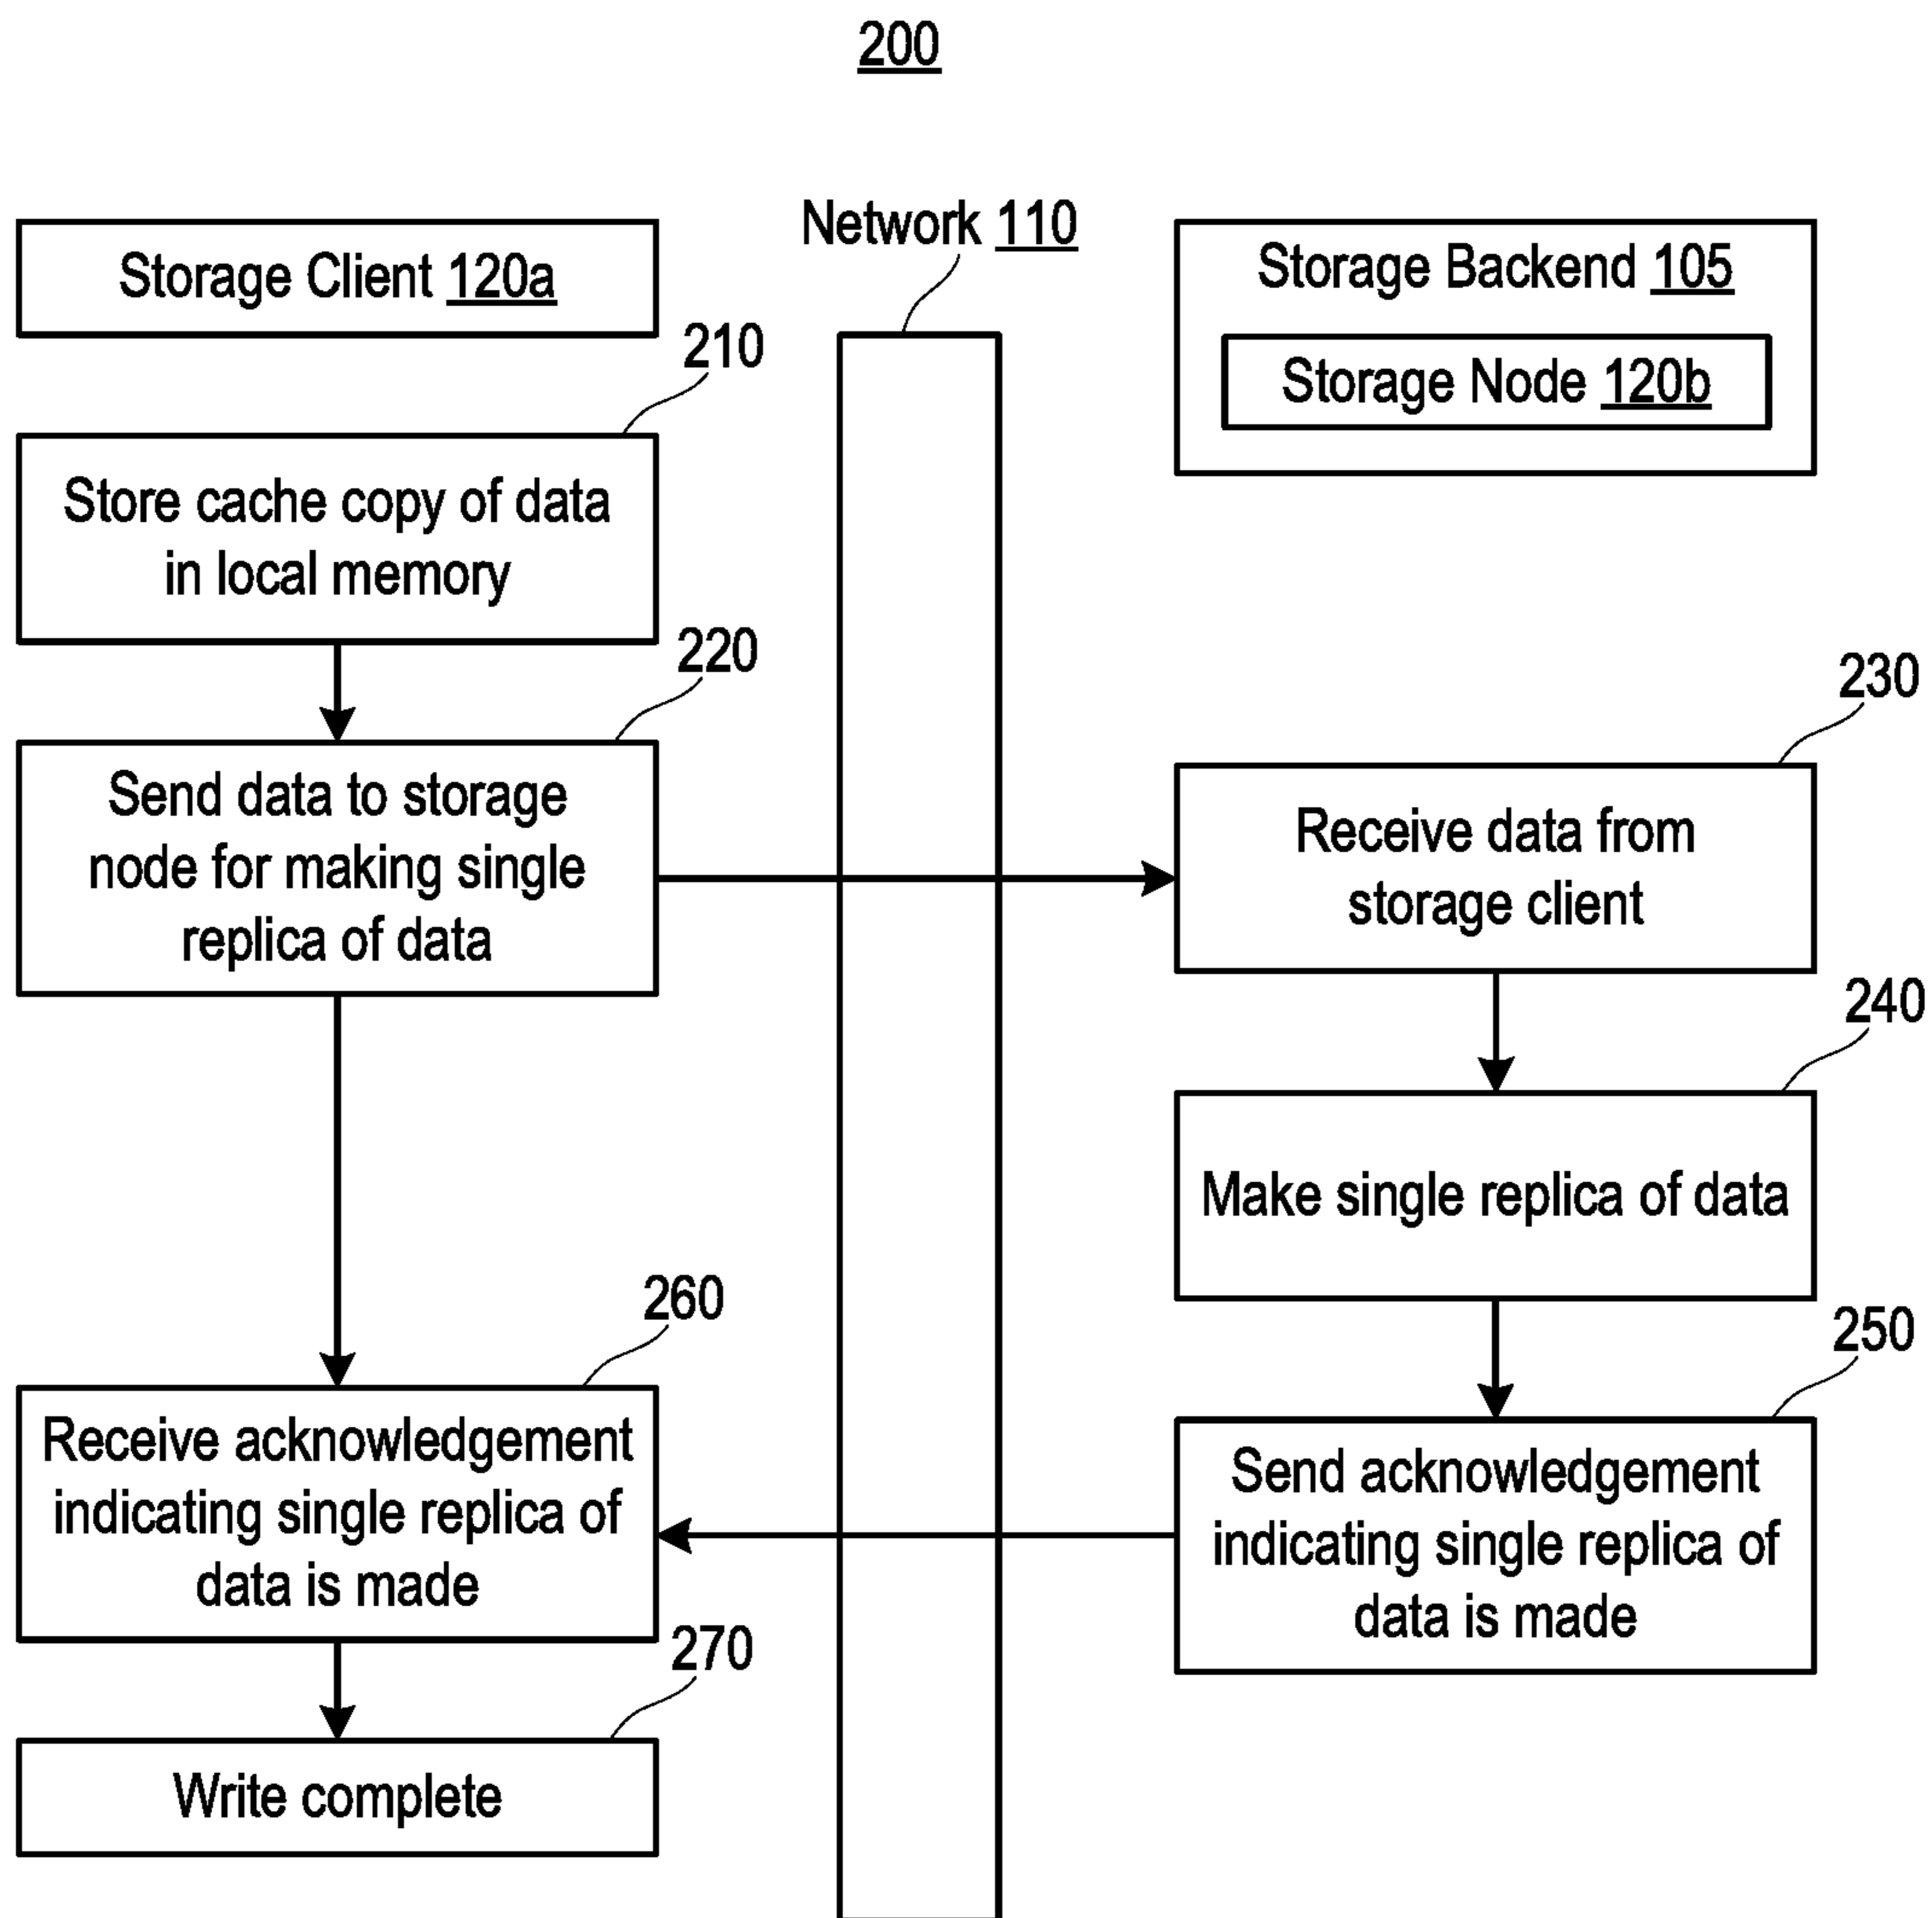 200
Storage Client 120a
Network 110
Storage Backend 105
Storage Node 120b
210
Store cache copy of data
in local memory
220
Send data to storage
node for making single
replica of data
230
Receive data from
storage client
240
Make single replica of data
250
Send acknowledgement
indicating single replica of
data is made
260
Receive acknowledgement
indicating single replica of
data is made
270
Write complete